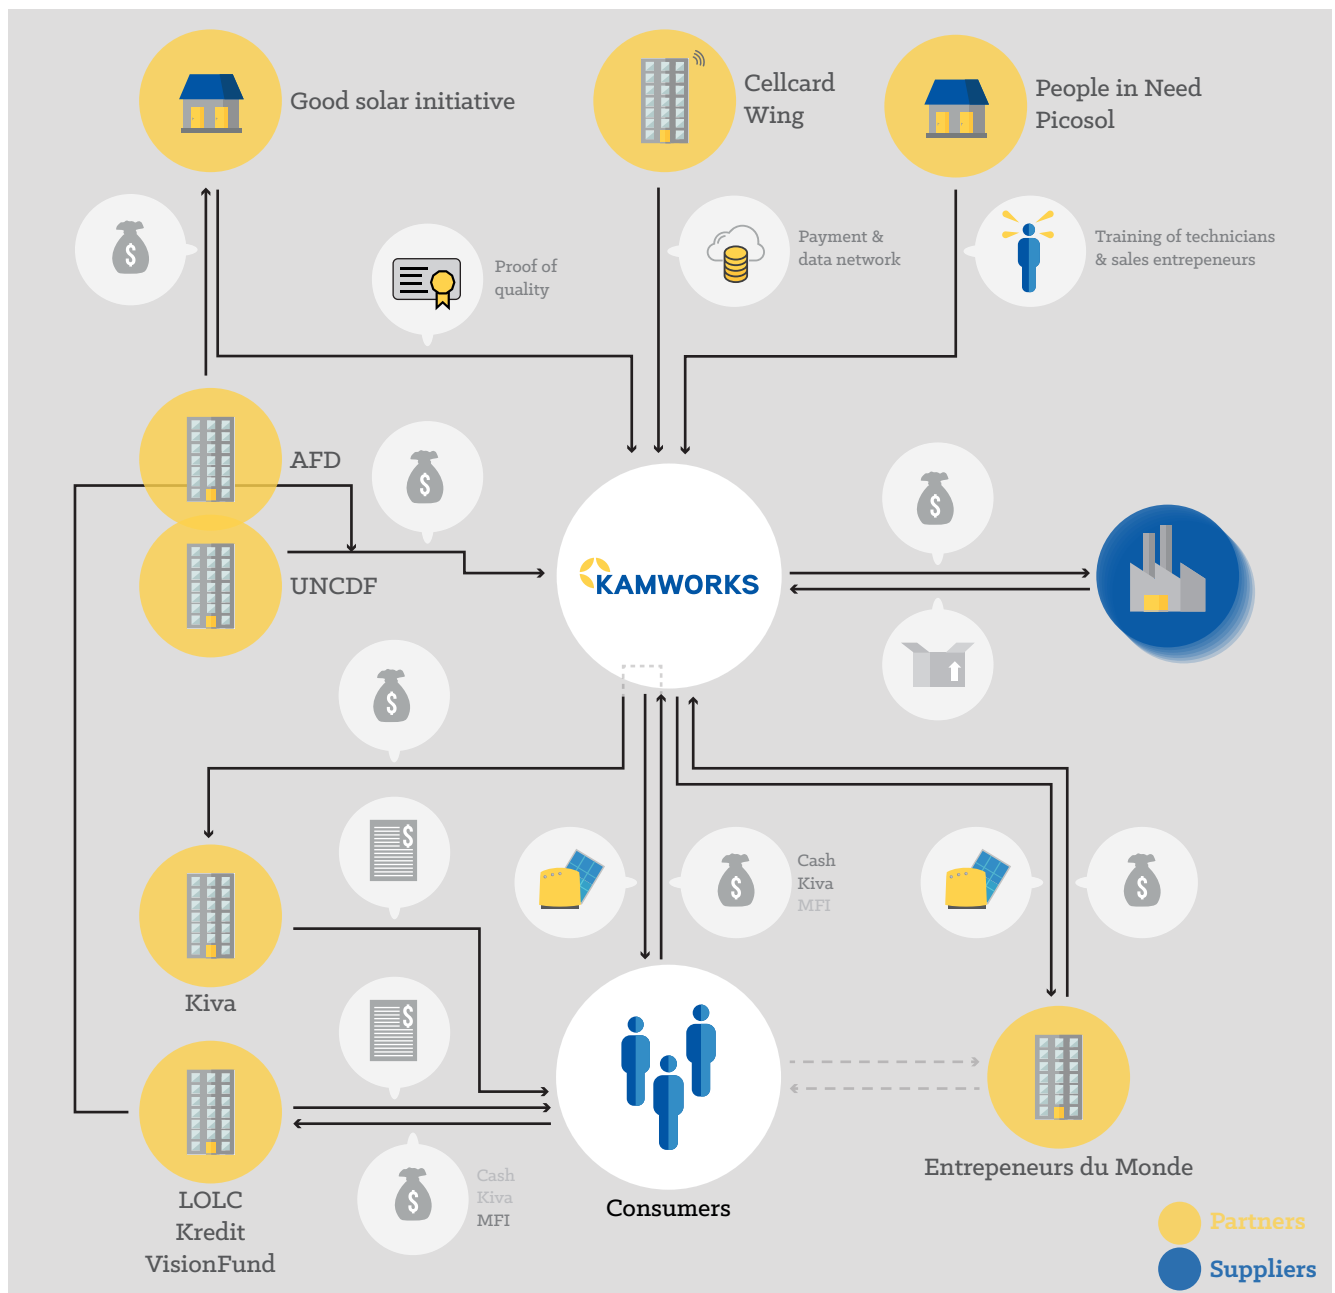 Good solar initiative
Cellcard
Wing
People in Need
Picosol
$
Proof of
quality
Payment &
data network
Training of technicians
& sales entrepeneurs
AFD
$
$
UNCDF
KAMWORKS
$
$
$
Cash
Kiva
MFI
$
$
Kiva
$
LOLC
Kredit
VisionFund
$
Cash
Kiva
MFI
Consumers
Entrepeneurs du Monde
Partners
Suppliers